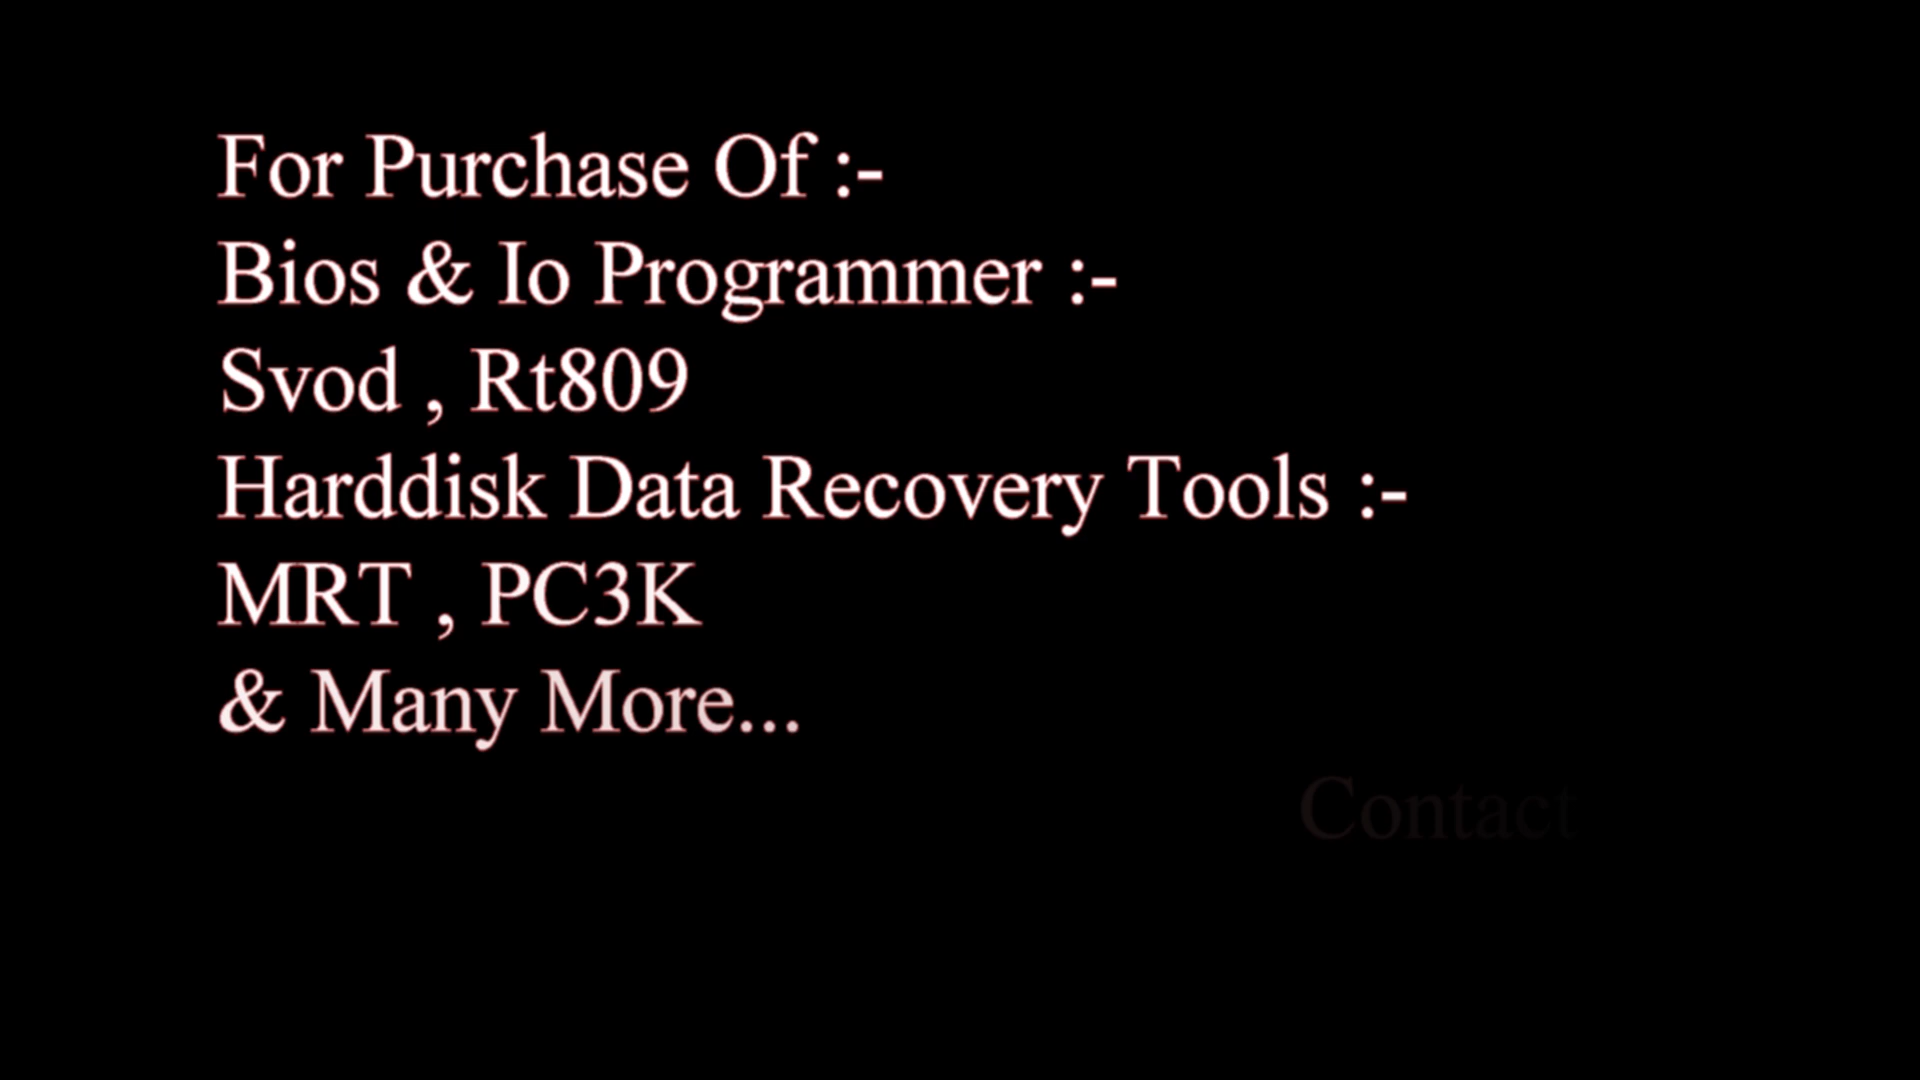 For Purchase Of :-
Bios & Io Programmer :-
Svod , Rt809
Harddisk Data Recovery Tools :-
MRT , PC3K
& Many More...
Contact